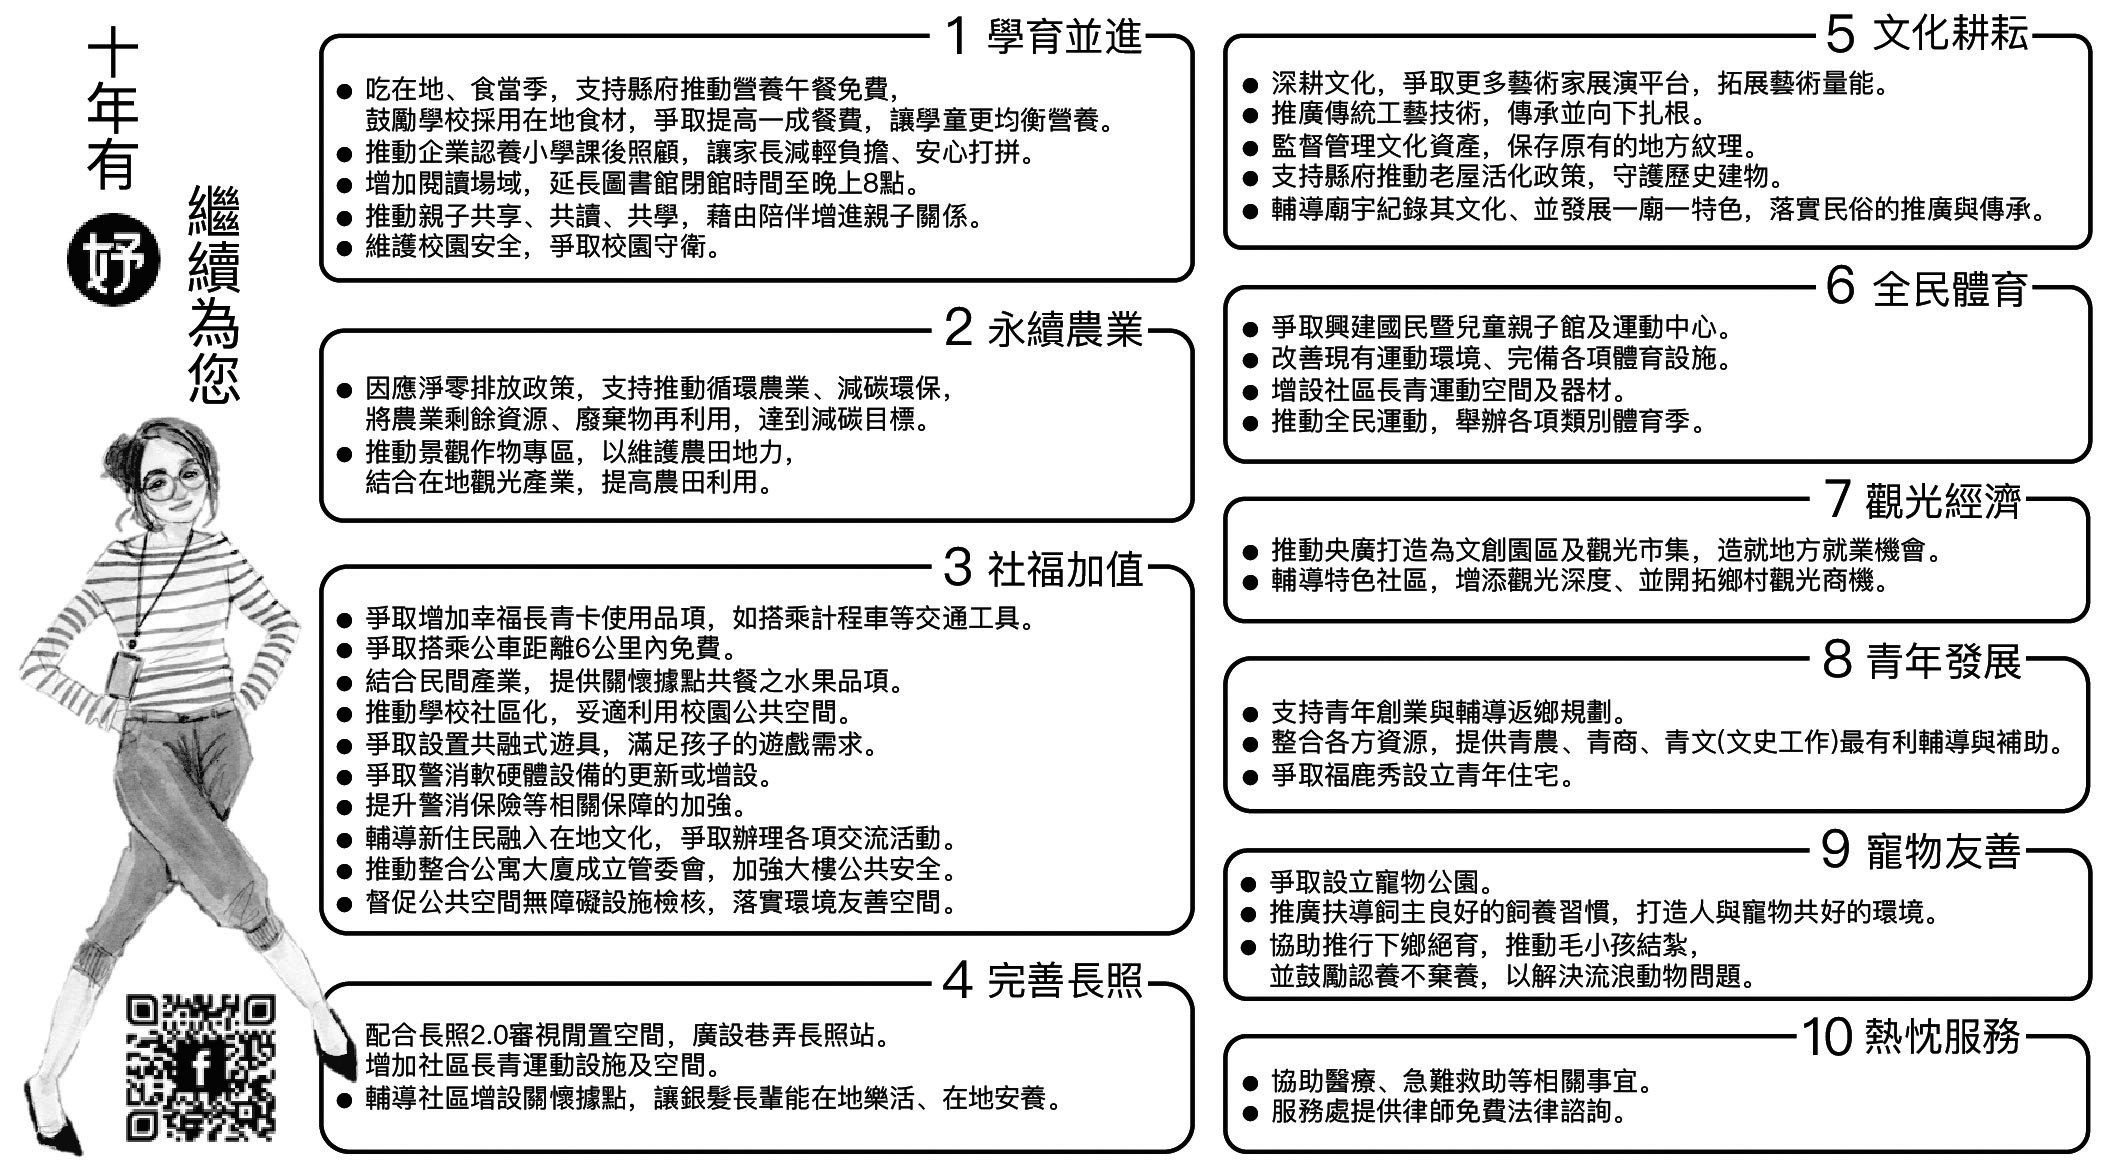 十年有
妤
繼續為您
1 學育並進
● 吃在地、食當季，支持縣府推動營養午餐免費，
鼓勵學校採用在地食材，爭取提高一成餐費，讓學童更均衡營養。
● 推動企業認養小學課後照顧，讓家長減輕負擔、安心打拼。
● 增加閱讀場域，延長圖書館閉館時間至晚上8點。
● 推動親子共享、共讀、共學，藉由陪伴增進親子關係。
● 維護校園安全，爭取校園守衛。
2 永續農業
● 因應淨零排放政策，支持推動循環農業、減碳環保，
將農業剩餘資源、廢棄物再利用，達到減碳目標。
● 推動景觀作物專區，以維護農田地力，
結合在地觀光產業，提高農田利用。
3 社福加值
● 爭取增加幸福長青卡使用品項，如搭乘計程車等交通工具。
● 爭取搭乘公車距離6公里內免費。
● 結合民間產業，提供關懷據點共餐之水果品項。
● 推動學校社區化，妥適利用校園公共空間。
● 爭取設置共融式遊具，滿足孩子的遊戲需求。
● 爭取警消軟硬體設備的更新或增設。
● 提升警消保險等相關保障的加強。
● 輔導新住民融入在地文化，爭取辦理各項交流活動。
● 推動整合公寓大廈成立管委會，加強大樓公共安全。
● 督促公共空間無障礙設施檢核，落實環境友善空間。
4 完善長照
配合長照2.0審視閒置空間，廣設巷弄長照站。
增加社區長青運動設施及空間。
● 輔導社區增設關懷據點，讓銀髮長輩能在地樂活、在地安養。
5 文化耕耘
● 深耕文化，爭取更多藝術家展演平台，拓展藝術量能。
● 推廣傳統工藝技術，傳承並向下扎根。
● 監督管理文化資產，保存原有的地方紋理。
● 支持縣府推動老屋活化政策，守護歷史建物。
● 輔導廟宇紀錄其文化、並發展一廟一特色，落實民俗的推廣與傳承。
6 全民體育
● 爭取興建國民暨兒童親子館及運動中心。
● 改善現有運動環境、完備各項體育設施。
● 增設社區長青運動空間及器材。
● 推動全民運動，舉辦各項類別體育季。
7 觀光經濟
● 推動央廣打造為文創園區及觀光市集，造就地方就業機會。
● 輔導特色社區，增添觀光深度、並開拓鄉村觀光商機。
8 青年發展
● 支持青年創業與輔導返鄉規劃。
● 整合各方資源，提供青農、青商、青文(文史工作)最有利輔導與補助。
● 爭取福鹿秀設立青年住宅。
9 寵物友善
● 爭取設立寵物公園。
● 推廣扶導飼主良好的飼養習慣，打造人與寵物共好的環境。
● 協助推行下鄉絕育，推動毛小孩結紮，
並鼓勵認養不棄養，以解決流浪動物問題。
10 熱忱服務
● 協助醫療、急難救助等相關事宜。
● 服務處提供律師免費法律諮詢。